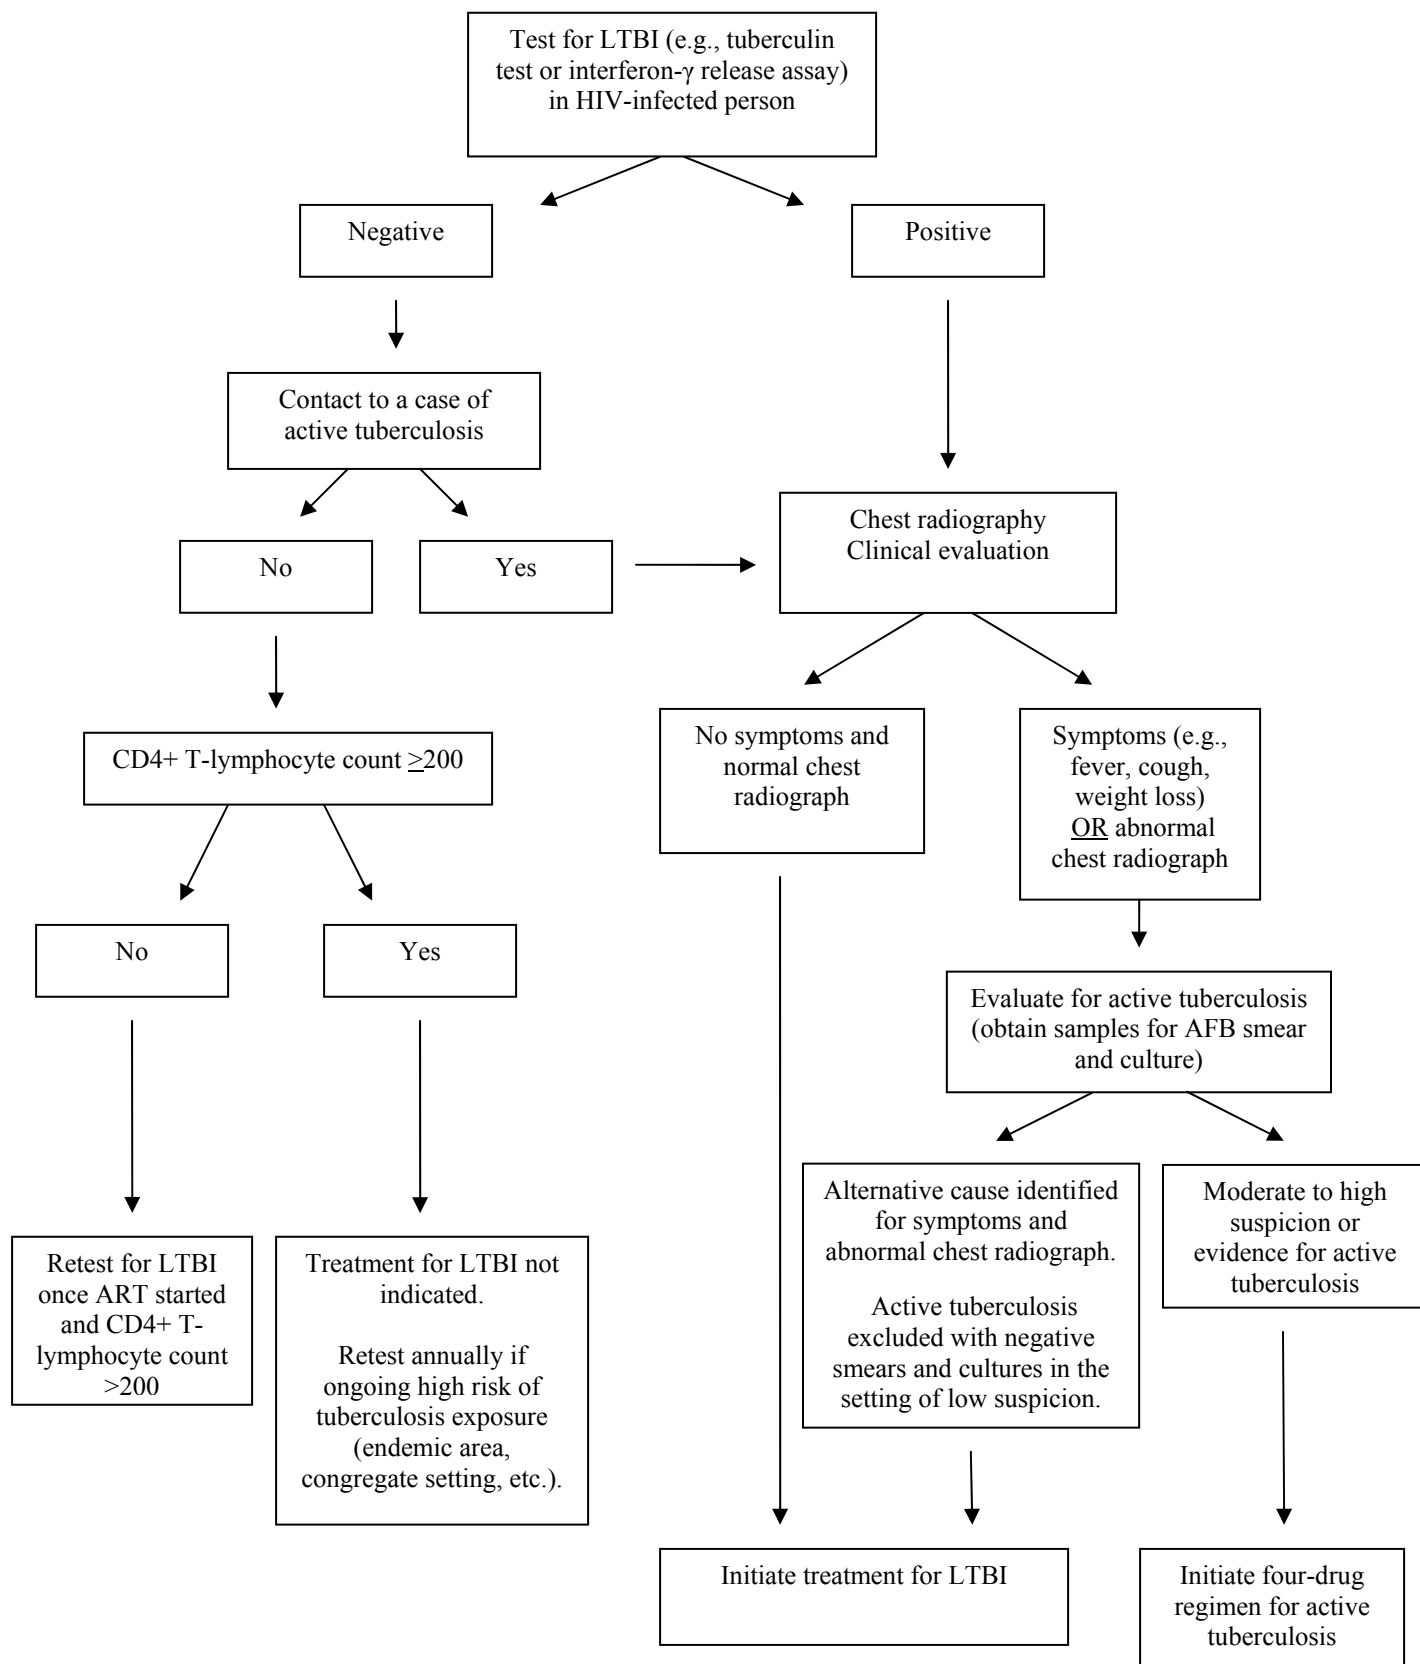 Test for LTBI (e.g., tuberculin
test or interferon-γ release assay)
in HIV-infected person
Negative
Positive
Contact to a case of
active tuberculosis
Chest radiography
Clinical evaluation
No
Yes
CD4+ T-lymphocyte count ≥200
No symptoms and
normal chest
radiograph
Symptoms (e.g.,
fever, cough,
weight loss)
OR abnormal
chest radiograph
No
Yes
Evaluate for active tuberculosis
(obtain samples for AFB smear
and culture)
Retest for LTBI
once ART started
and CD4+ T-
lymphocyte count
>200
Treatment for LTBI not
indicated.
Retest annually if
ongoing high risk of
tuberculosis exposure
(endemic area,
congregate setting, etc.).
Alternative cause identified
for symptoms and
abnormal chest radiograph.
Active tuberculosis
excluded with negative
smears and cultures in the
setting of low suspicion.
Moderate to high
suspicion or
evidence for active
tuberculosis
Initiate treatment for LTBI
Initiate four-drug
regimen for active
tuberculosis